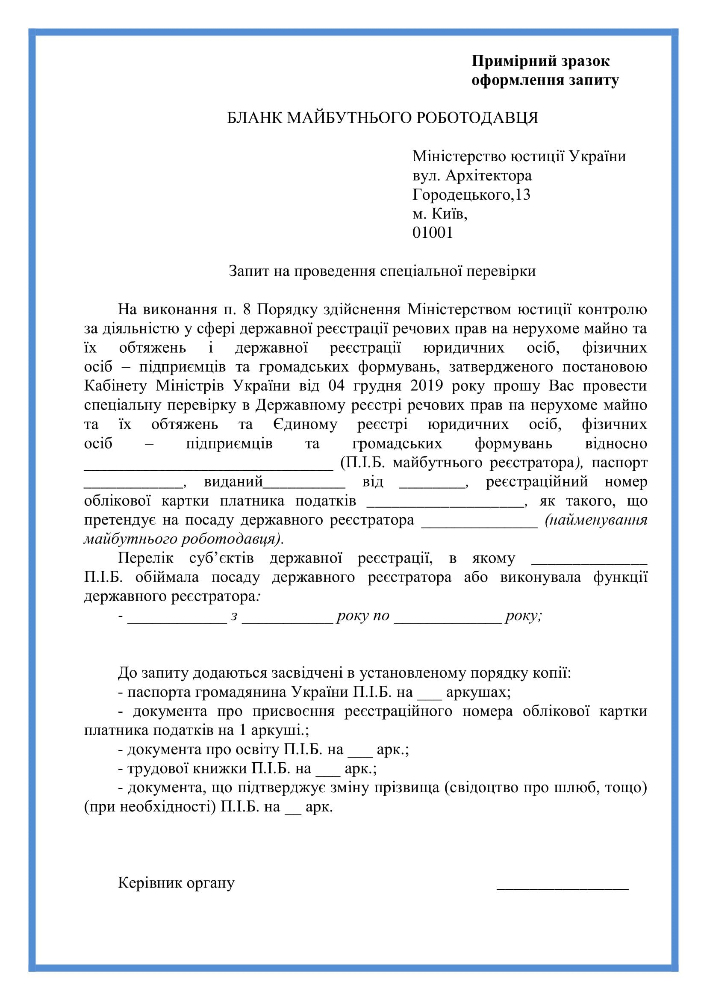 Примірний зразок
оформлення запиту
БЛАНК МАЙБУТНЬОГО РОБОТОДАВЦЯ
Міністерство юстиції України
вул. Архітектора
Городецького,13
м. Київ,
01001
Запит на проведення спеціальної перевірки
На виконання п. 8 Порядку здійснення Міністерством юстиції контролю
за діяльністю у сфері державної реєстрації речових прав на нерухоме майно та
їх обтяжень і державної реєстрації юридичних осіб, фізичних
осіб – підприємців та громадських формувань, затвердженого постановою
Кабінету Міністрів України від 04 грудня 2019 року прошу Вас провести
спеціальну перевірку в Державному реєстрі речових прав на нерухоме майно
та їх обтяжень та Єдиному реєстрі юридичних осіб, фізичних
осіб – підприємців та громадських формувань відносно
______________________________ (П.І.Б. майбутнього реєстратора), паспорт
____________, виданий__________ від ________, реєстраційний номер
облікової картки платника податків ___________________, як такого, що
претендує на посаду державного реєстратора ______________ (найменування
майбутнього роботодавця).
Перелік суб’єктів державної реєстрації, в якому ______________
П.І.Б. обіймала посаду державного реєстратора або виконувала функції
державного реєстратора:
- ____________ з ___________ року по _____________ року;
До запиту додаються засвідчені в установленому порядку копії:
- паспорта громадянина України П.І.Б. на ___ аркушах;
- документа про присвоєння реєстраційного номера облікової картки
платника податків на 1 аркуші.;
- документа про освіту П.І.Б. на ___ арк.;
- трудової книжки П.І.Б. на ___ арк.;
- документа, що підтверджує зміну прізвища (свідоцтво про шлюб, тощо)
(при необхідності) П.І.Б. на __ арк.
Керівник органу ________________